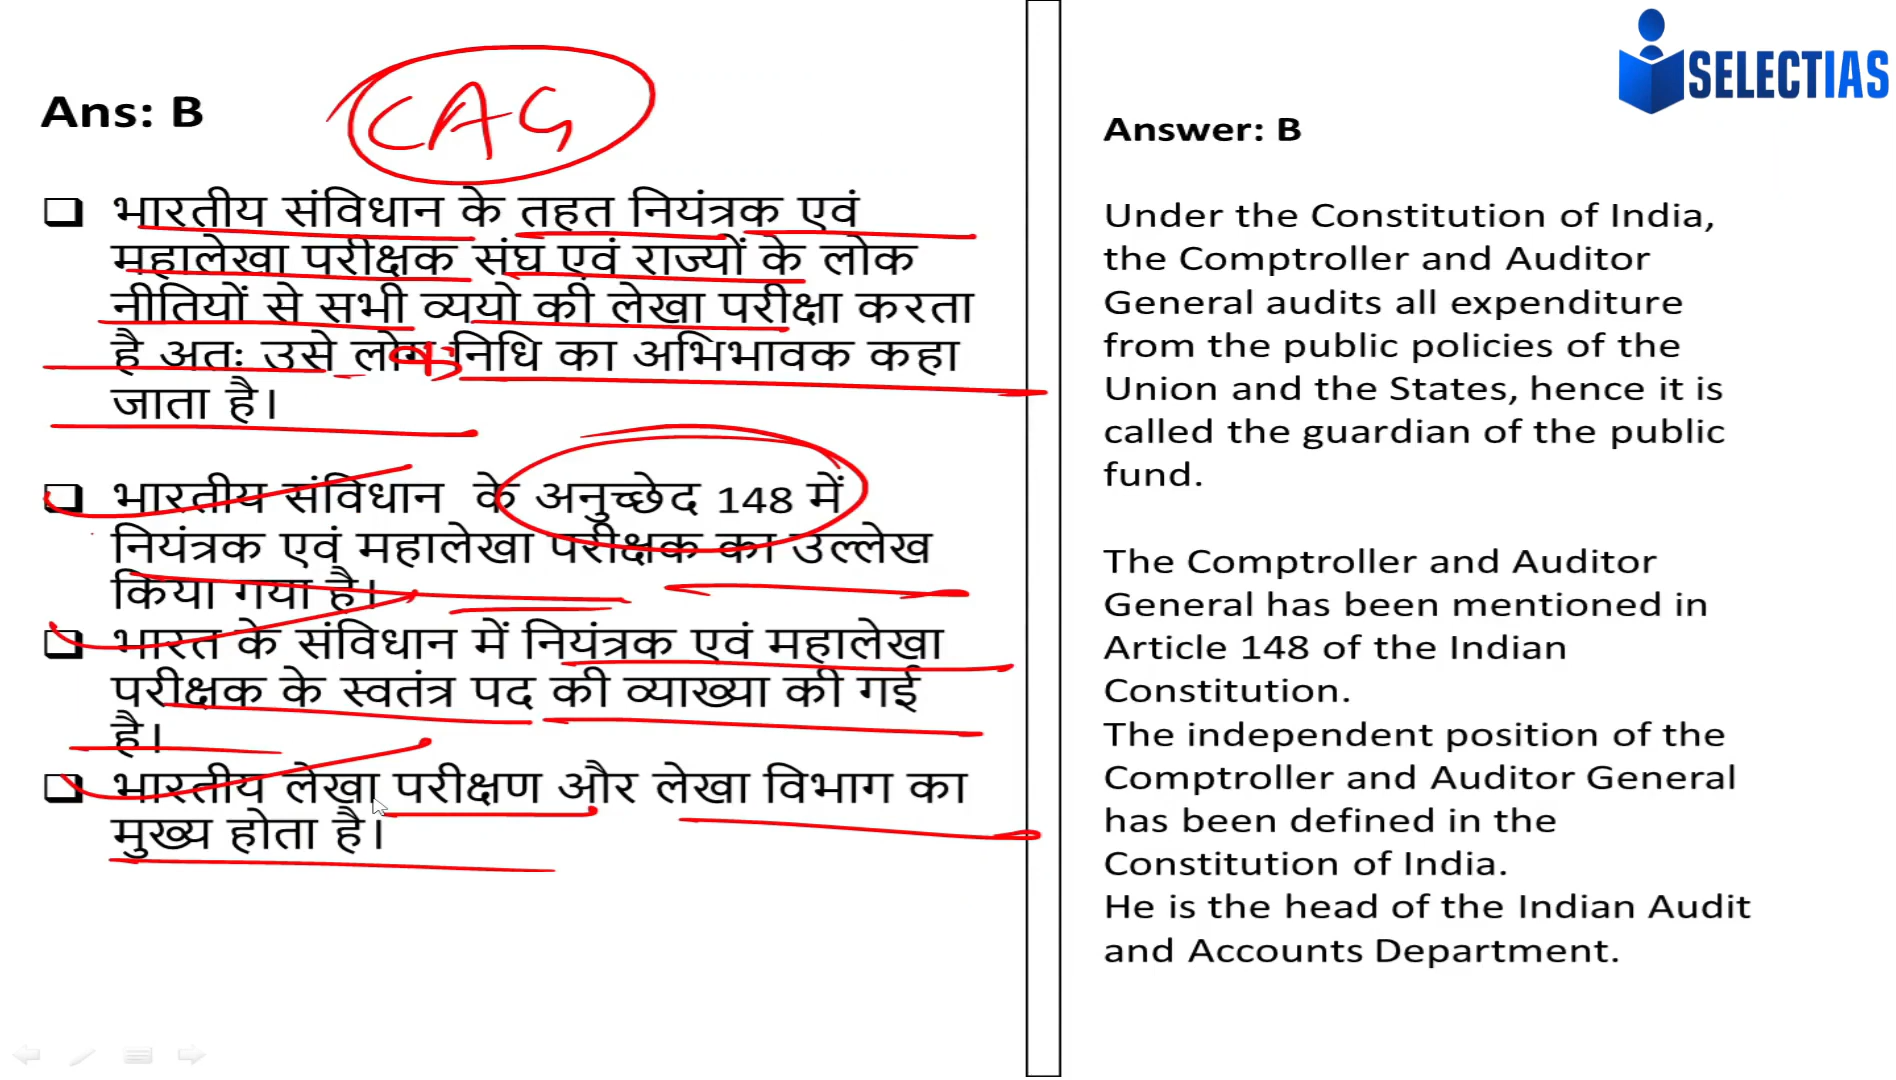 Ans: B
CAG
❑ भारतीय संविधान के तहत नियंत्रक एवं
महालेखा परीक्षक संघ एवं राज्यों के लोक
नीतियों से सभी व्ययो की लेखा परीक्षा करता
है अतः उसे लोक निधि का अभिभावक कहा
जाता है।
❑ भारतीय संविधान के अनुच्छेद 148 में
नियंत्रक एवं महालेखा परीक्षक का उल्लेख
किया गया है।
❑ भारत के संविधान में नियंत्रक एवं महालेखा
परीक्षक के स्वतंत्र पद की व्याख्या की गई
है।
❑ भारतीय लेखा परीक्षण और लेखा विभाग का
मुख्य होता है।
SELECTIAS
Answer: B
Under the Constitution of India,
the Comptroller and Auditor
General audits all expenditure
from the public policies of the
Union and the States, hence it is
called the guardian of the public
fund.
The Comptroller and Auditor
General has been mentioned in
Article 148 of the Indian
Constitution.
The independent position of the
Comptroller and Auditor General
has been defined in the
Constitution of India.
He is the head of the Indian Audit
and Accounts Department.